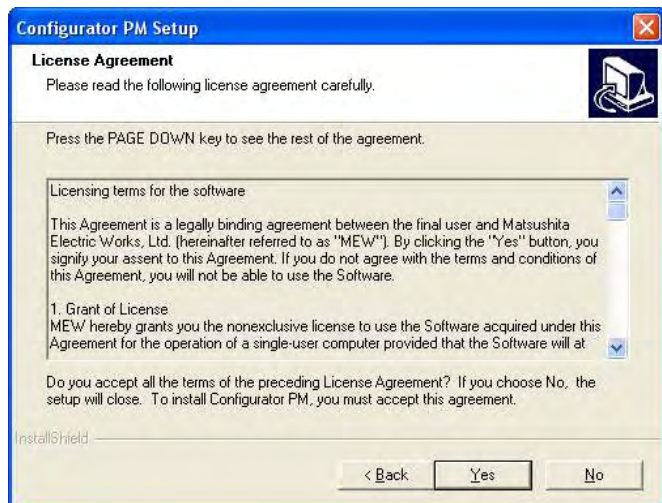 Configurator PM Setup
License Agreement
Please read the following license agreement carefully.
Press the PAGE DOWN key to see the rest of the agreement.
Licensing terms for the software
This Agreement is a legally binding agreement between the final user and Matsushita
Electric Works, Ltd. (hereinafter referred to as "MEW"). By clicking the "Yes" button, you
signify your assent to this Agreement. If you do not agree with the terms and conditions of
this Agreement, you will not be able to use the Software.
1. Grant of License
MEW hereby grants you the nonexclusive license to use the Software acquired under this
Agreement for the operation of a single-user computer provided that the Software will at
Do you accept all the terms of the preceding License Agreement? If you choose No, the
setup will close. To install Configurator PM, you must accept this agreement.
InstallShield
< Back Yes No